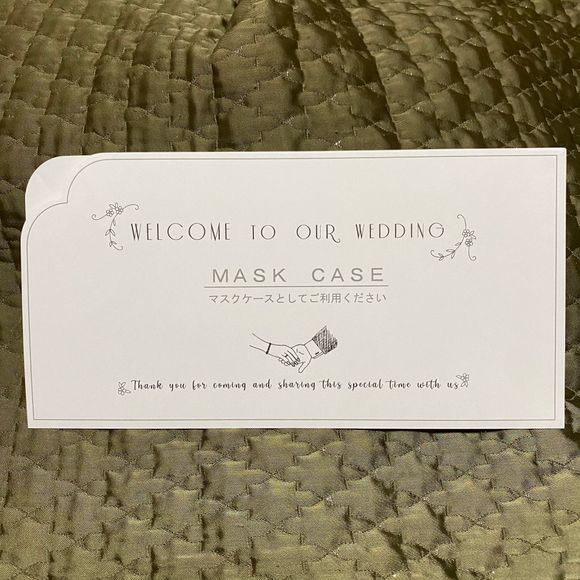 WELCOME TO OUR WEDDING
MASK CASE
マスクケースとしてご利用ください
Thank you for coming and sharing this special time with us